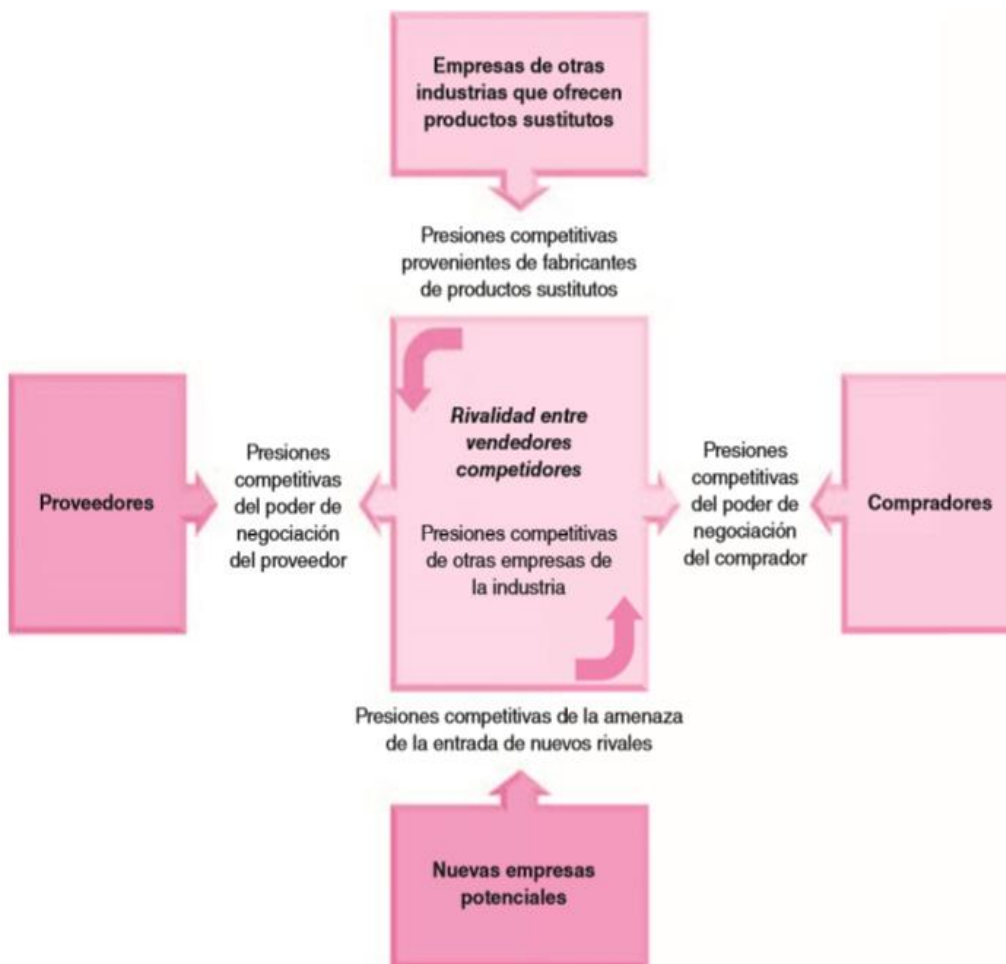 Empresas de otras
industrias que ofrecen
productos sustitutos
Presiones competitivas
provenientes de fabricantes
de productos sustitutos
Proveedores
Presiones
competitivas
del poder de
negociación
del proveedor
Rivalidad entre
vendedores
competidores
Presiones competitivas
de otras empresas de
la industria
Presiones
competitivas
del poder de
negociación
del comprador
Compradores
Presiones competitivas de la amenaza
de la entrada de nuevos rivales
Nuevas empresas
potenciales